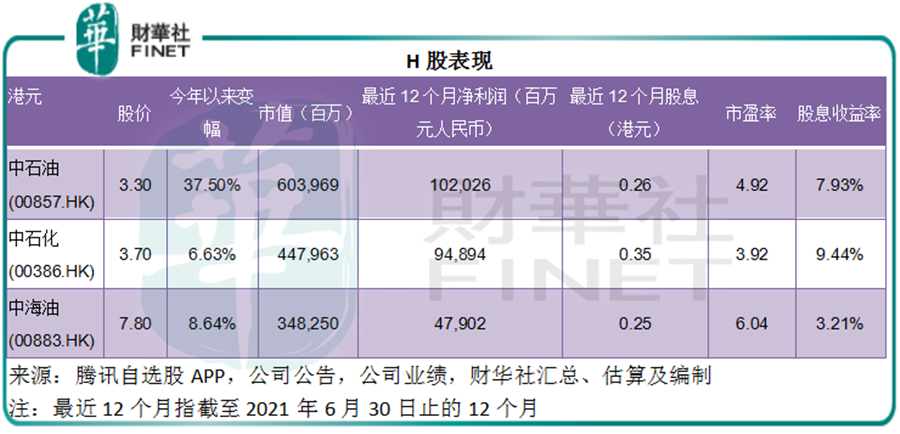 華 財華社
FINET
H 股表现
港元 股价 今年以来变幅 市值（百万） 最近 12 个月净利润（百万元人民币） 最近 12 个月股息（港元） 市盈率 股息收益率
中石油 (00857.HK) 3.30 37.50% 603,969 102,026 0.26 4.92 7.93%
中石化 (00386.HK) 3.70 6.63% 447,963 94,894 0.35 3.92 9.44%
中海油 (00883.HK) 7.80 8.64% 348,250 47,902 0.25 6.04 3.21%
華 財華社
FINET
来源：腾讯自选股 APP，公司公告，公司业绩，财华社汇总、估算及编制
注：最近 12 个月指截至 2021 年 6 月 30 日止的 12 个月